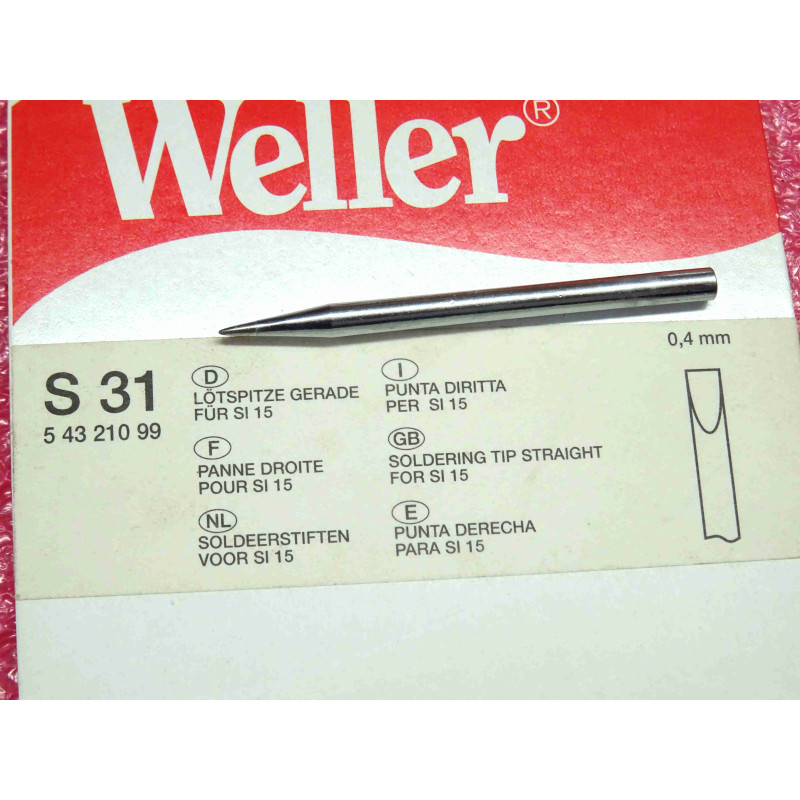 Weller®
0,4 mm
S 31
5 43 210 99
D
LÖTSPITZE GERADE
FÜR SI 15
F
PANNE DROITE
POUR SI 15
NL
SOLDEERSTIFTEN
VOOR SI 15
I
PUNTA DIRITTA
PER SI 15
GB
SOLDERING TIP STRAIGHT
FOR SI 15
E
PUNTA DERECHA
PARA SI 15